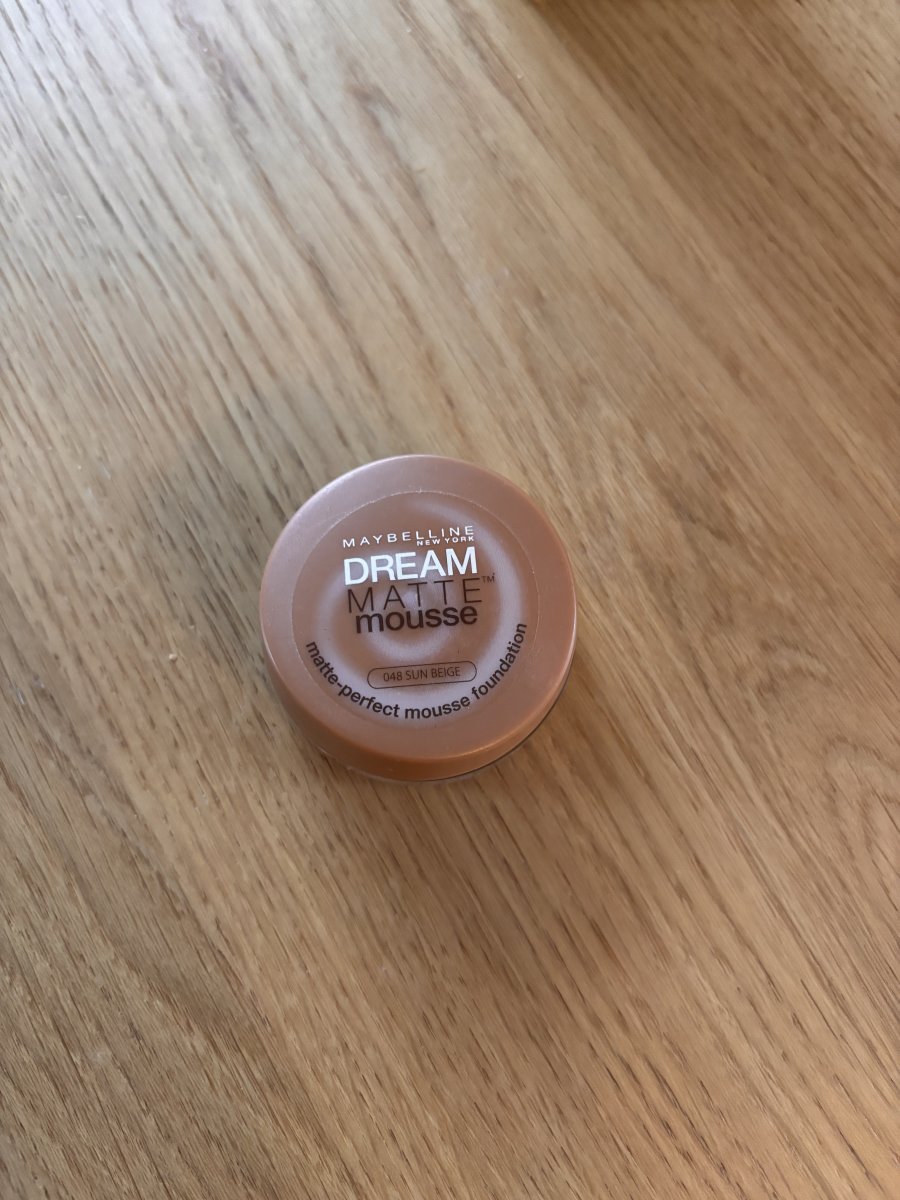 MAYBELLINE
NEW YORK
DREAM
MATTE™
mousse
048 SUN BEIGE
matte-perfect mousse foundation